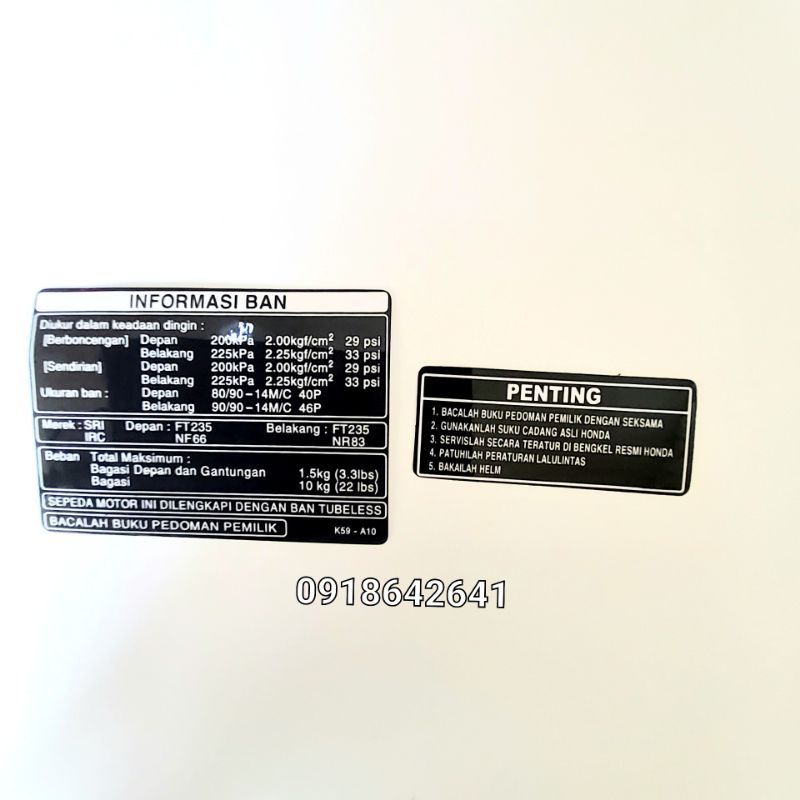 INFORMASI BAN
Diukur dalam keadaan dingin :
[Berboncengan] Depan 200kPa 2.00kgf/cm² 29 psi
Belakang 225kPa 2.25kgf/cm² 33 psi
[Sendirian] Depan 200kPa 2.00kgf/cm² 29 psi
Belakang 225kPa 2.25kgf/cm² 33 psi
Ukuran ban : Depan 80/90-14M/C 40P
Belakang 90/90-14M/C 46P
Merek : SRI Depan : FT235 Belakang : FT235
IRC NF66 NR83
Beban Total Maksimum :
Bagasi Depan dan Gantungan 1.5kg (3.3lbs)
Bagasi 10 kg (22 lbs)
SEPEDA MOTOR INI DILENGKAPI DENGAN BAN TUBELESS
BACALAH BUKU PEDOMAN PEMILIK K59 - A10
PENTING
1. BACALAH BUKU PEDOMAN PEMILIK DENGAN SEKSAMA
2. GUNAKANLAH SUKU CADANG ASLI HONDA
3. SERVISLAH SECARA TERATUR DI BENGKEL RESMI HONDA
4. PATUHILAH PERATURAN LALULINTAS
5. BAKAILAH HELM
0918642641